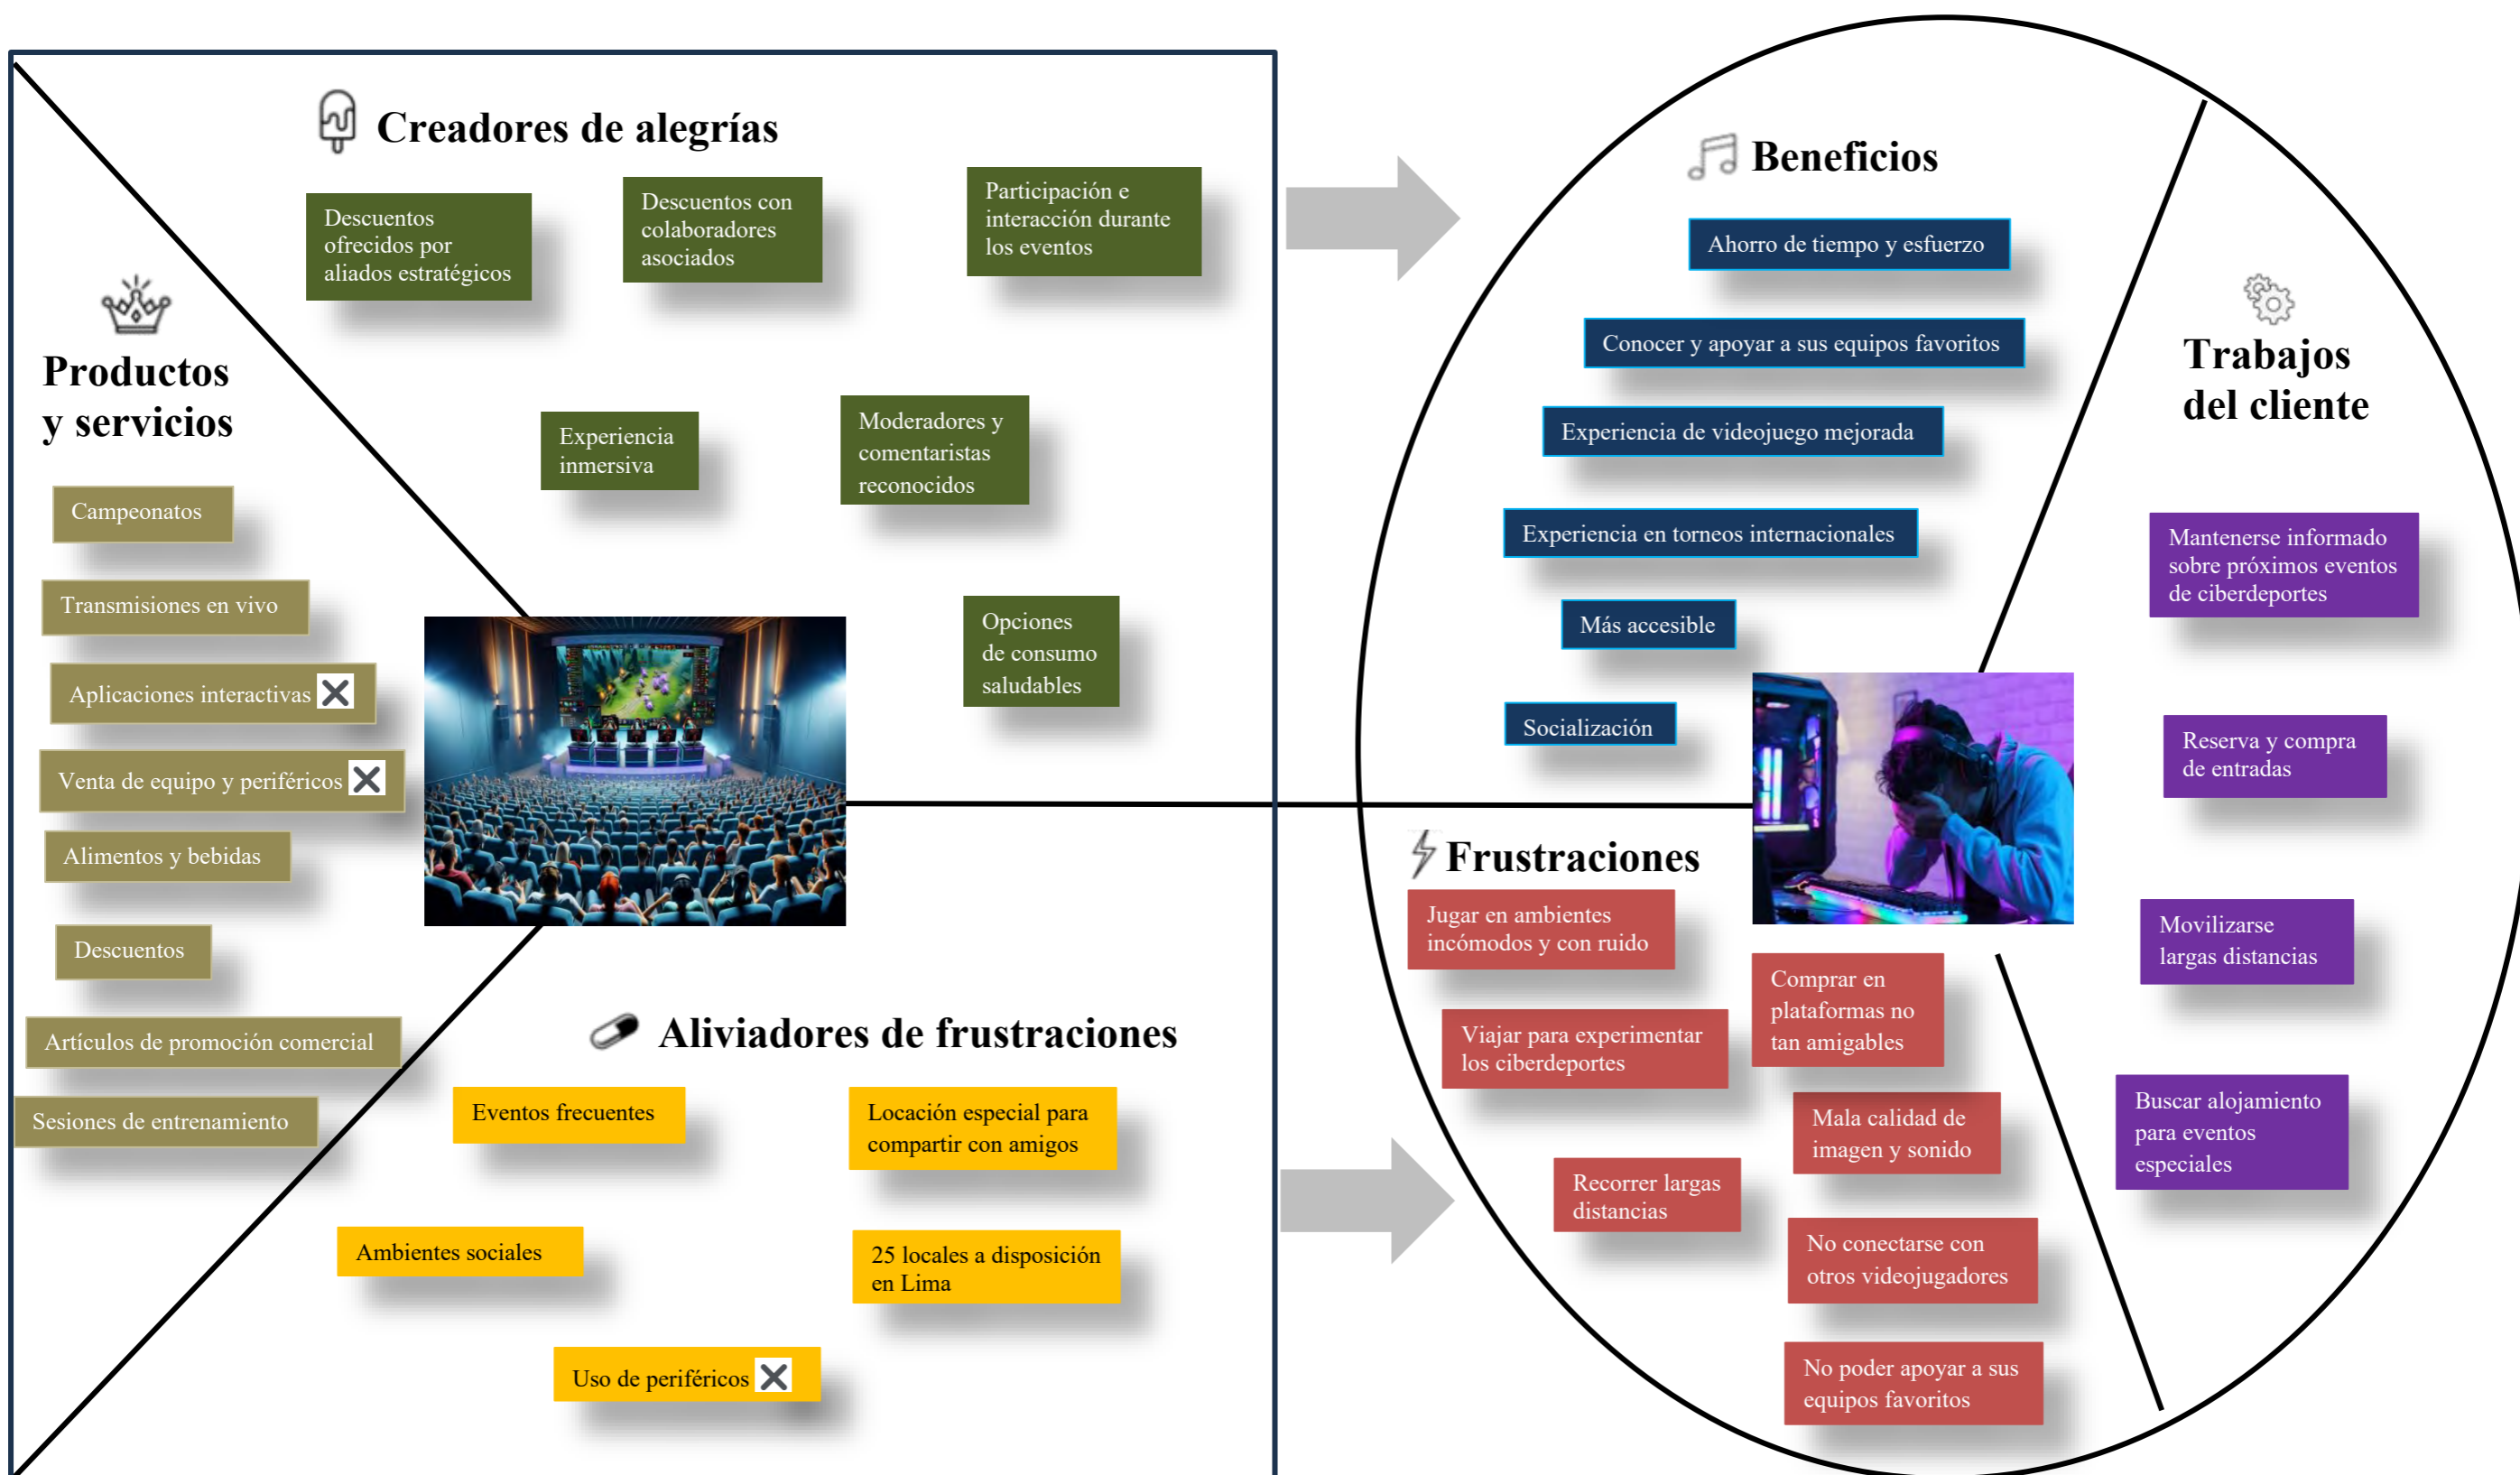 Creadores de alegrías
Descuentos
ofrecidos por
aliados estratégicos
Descuentos con
colaboradores
asociados
Participación e
interacción durante
los eventos
Experiencia
inmersiva
Moderadores y
comentaristas
reconocidos
Opciones
de consumo
saludables
Productos
y servicios
Campeonatos
Transmisiones en vivo
Aplicaciones interactivas
Venta de equipo y periféricos
Alimentos y bebidas
Descuentos
Artículos de promoción comercial
Sesiones de entrenamiento
Aliviadores de frustraciones
Eventos frecuentes
Locación especial para
compartir con amigos
Ambientes sociales
25 locales a disposición
en Lima
Uso de periféricos
Beneficios
Ahorro de tiempo y esfuerzo
Conocer y apoyar a sus equipos favoritos
Experiencia de videojuego mejorada
Experiencia en torneos internacionales
Más accesible
Socialización
Frustraciones
Jugar en ambientes
incómodos y con ruido
Comprar en
plataformas no
tan amigables
Viajar para experimentar
los ciberdeportes
Mala calidad de
imagen y sonido
Recorrer largas
distancias
No conectarse con
otros videojugadores
No poder apoyar a sus
equipos favoritos
Trabajos
del cliente
Mantenerse informado
sobre próximos eventos
de ciberdeportes
Reserva y compra
de entradas
Movilizarse
largas distancias
Buscar alojamiento
para eventos
especiales